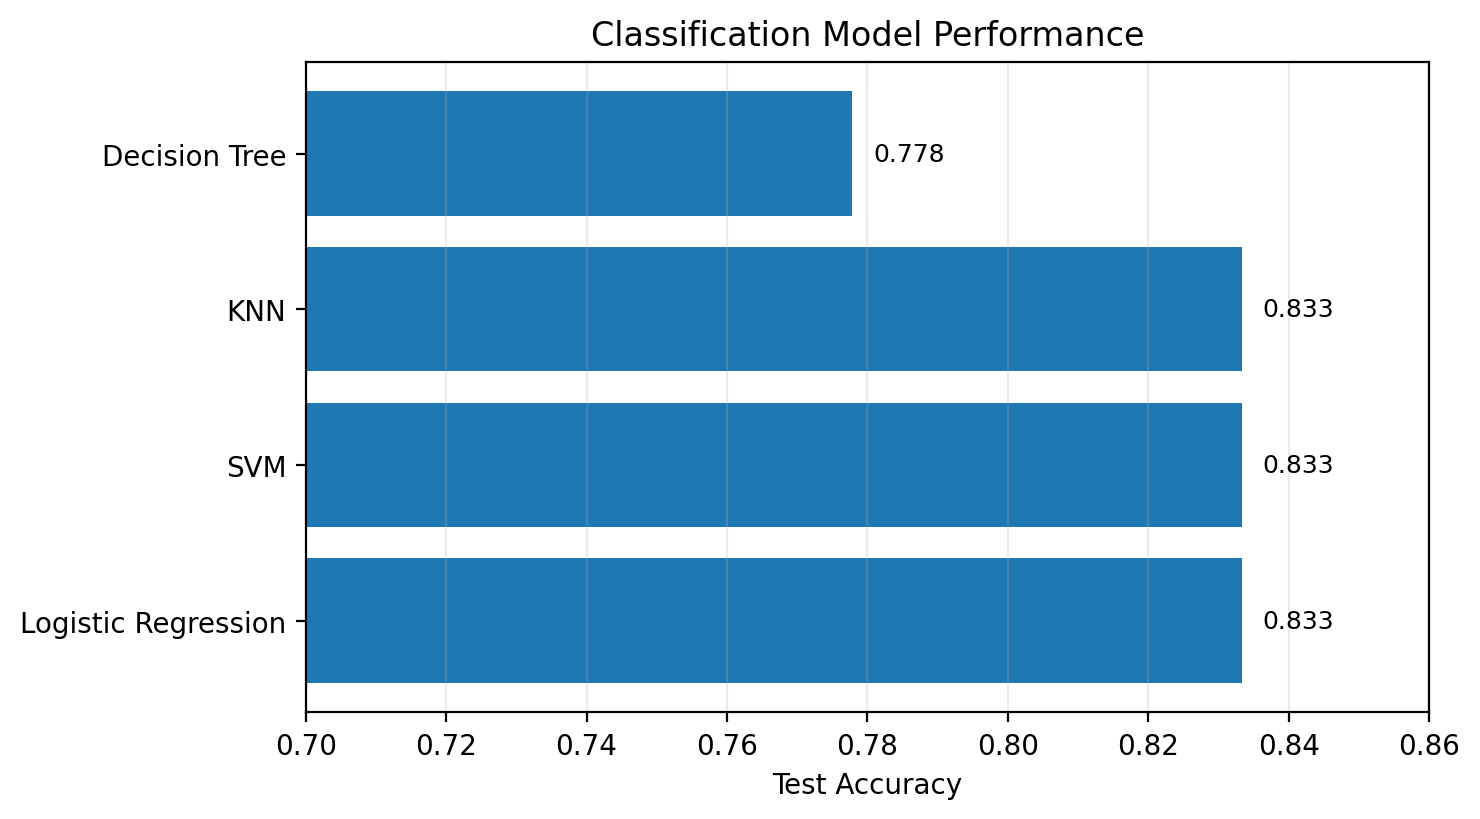 Classification Model Performance
Decision Tree
0.778
KNN
0.833
SVM
0.833
Logistic Regression
0.833
0.70 0.72 0.74 0.76 0.78 0.80 0.82 0.84 0.86
Test Accuracy